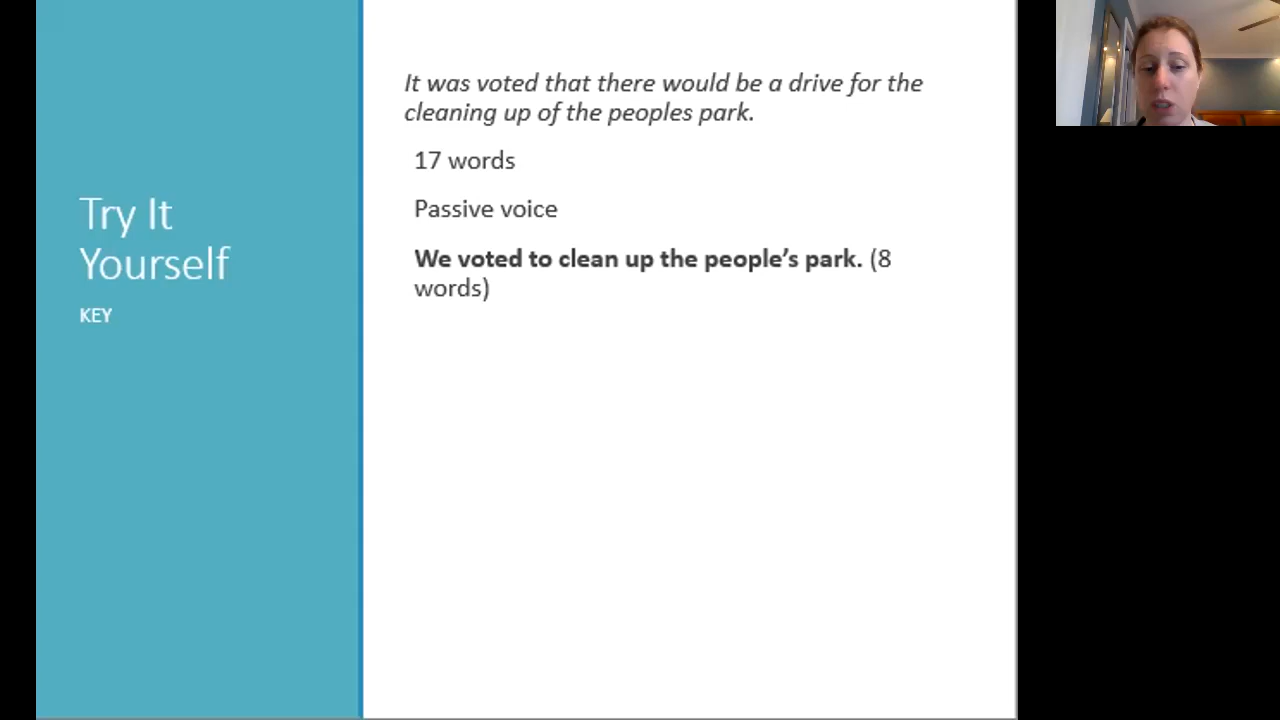 Try It
Yourself
KEY
It was voted that there would be a drive for the
cleaning up of the peoples park.
17 words
Passive voice
We voted to clean up the people’s park. (8
words)